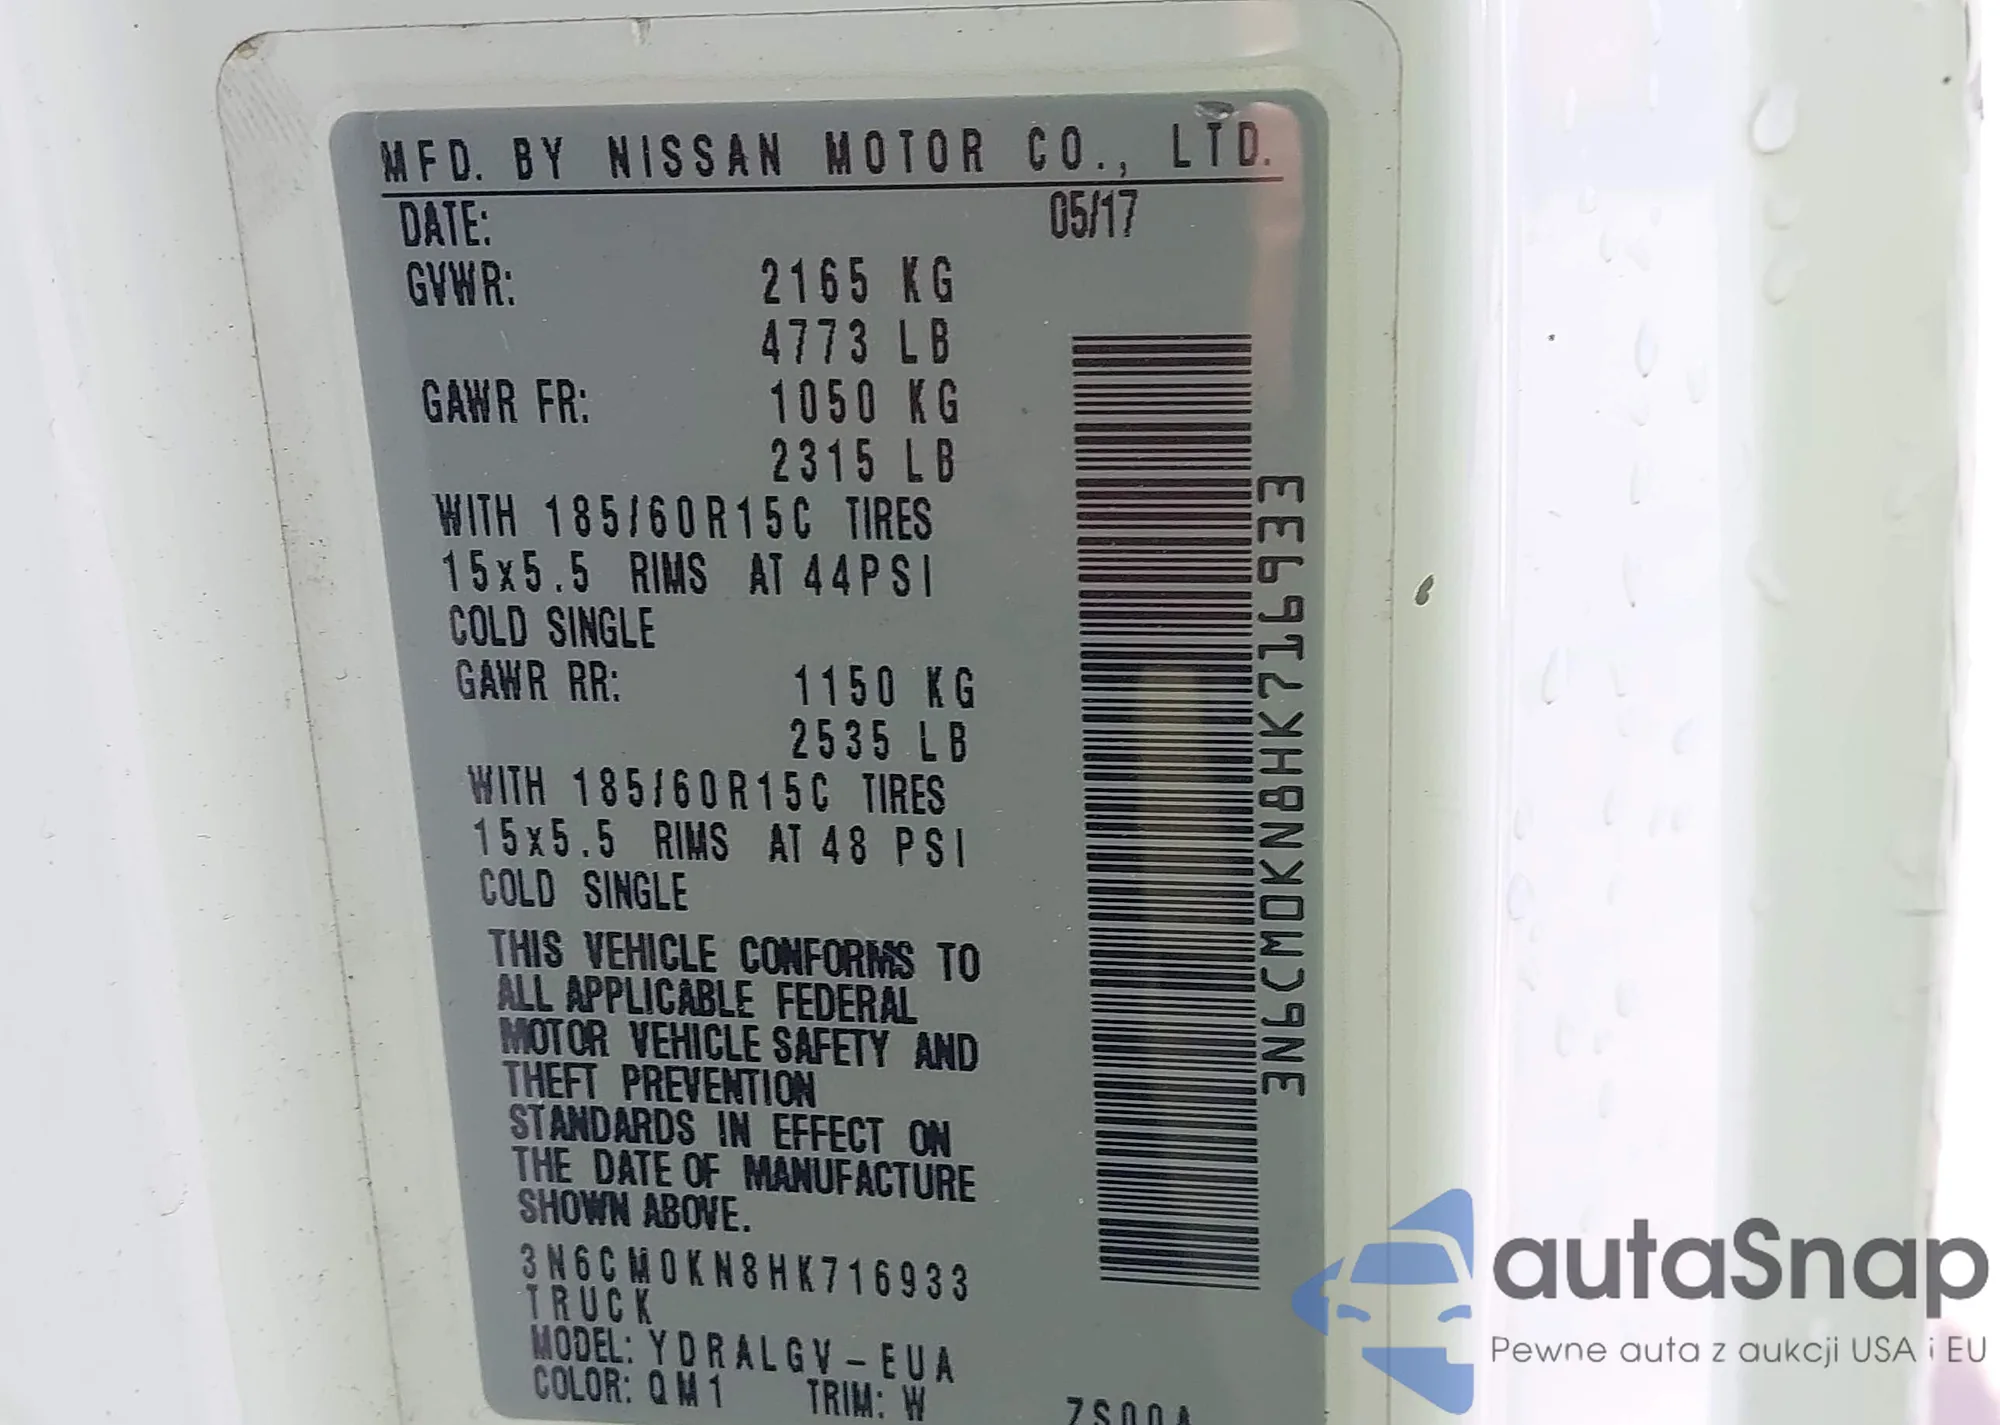 MFD. BY NISSAN MOTOR CO., LTD.
DATE: 05/17
GVWR: 2165 KG
4773 LB
GAWR FR: 1050 KG
2315 LB
WITH 185/60R15C TIRES
15x5.5 RIMS AT 44PSI
COLD SINGLE
GAWR RR: 1150 KG
2535 LB
WITH 185/60R15C TIRES
15x5.5 RIMS AT 48 PSI
COLD SINGLE
THIS VEHICLE CONFORMS TO
ALL APPLICABLE FEDERAL
MOTOR VEHICLE SAFETY AND
THEFT PREVENTION
STANDARDS IN EFFECT ON
THE DATE OF MANUFACTURE
SHOWN ABOVE.
3N6CM0KN8HK716933
TRUCK
MODEL: YDRALGV-EUA
COLOR: QM1 TRIM: W
3N6CM0KN8HK716933
autaSnap
Pewne auta z aukcji USA i EU